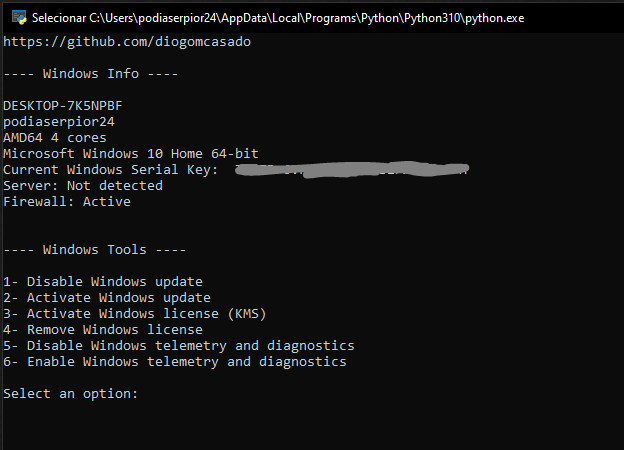 Selecionar C:\Users\podiaserpior24\AppData\Local\Programs\Python\Python310\python.exe
https://github.com/diogomcasado
---- Windows Info ----
DESKTOP-7K5NPBF
podiaserpior24
AMD64 4 cores
Microsoft Windows 10 Home 64-bit
Current Windows Serial Key:
Server: Not detected
Firewall: Active
---- Windows Tools ----
1- Disable Windows update
2- Activate Windows update
3- Activate Windows license (KMS)
4- Remove Windows license
5- Disable Windows telemetry and diagnostics
6- Enable Windows telemetry and diagnostics
Select an option: